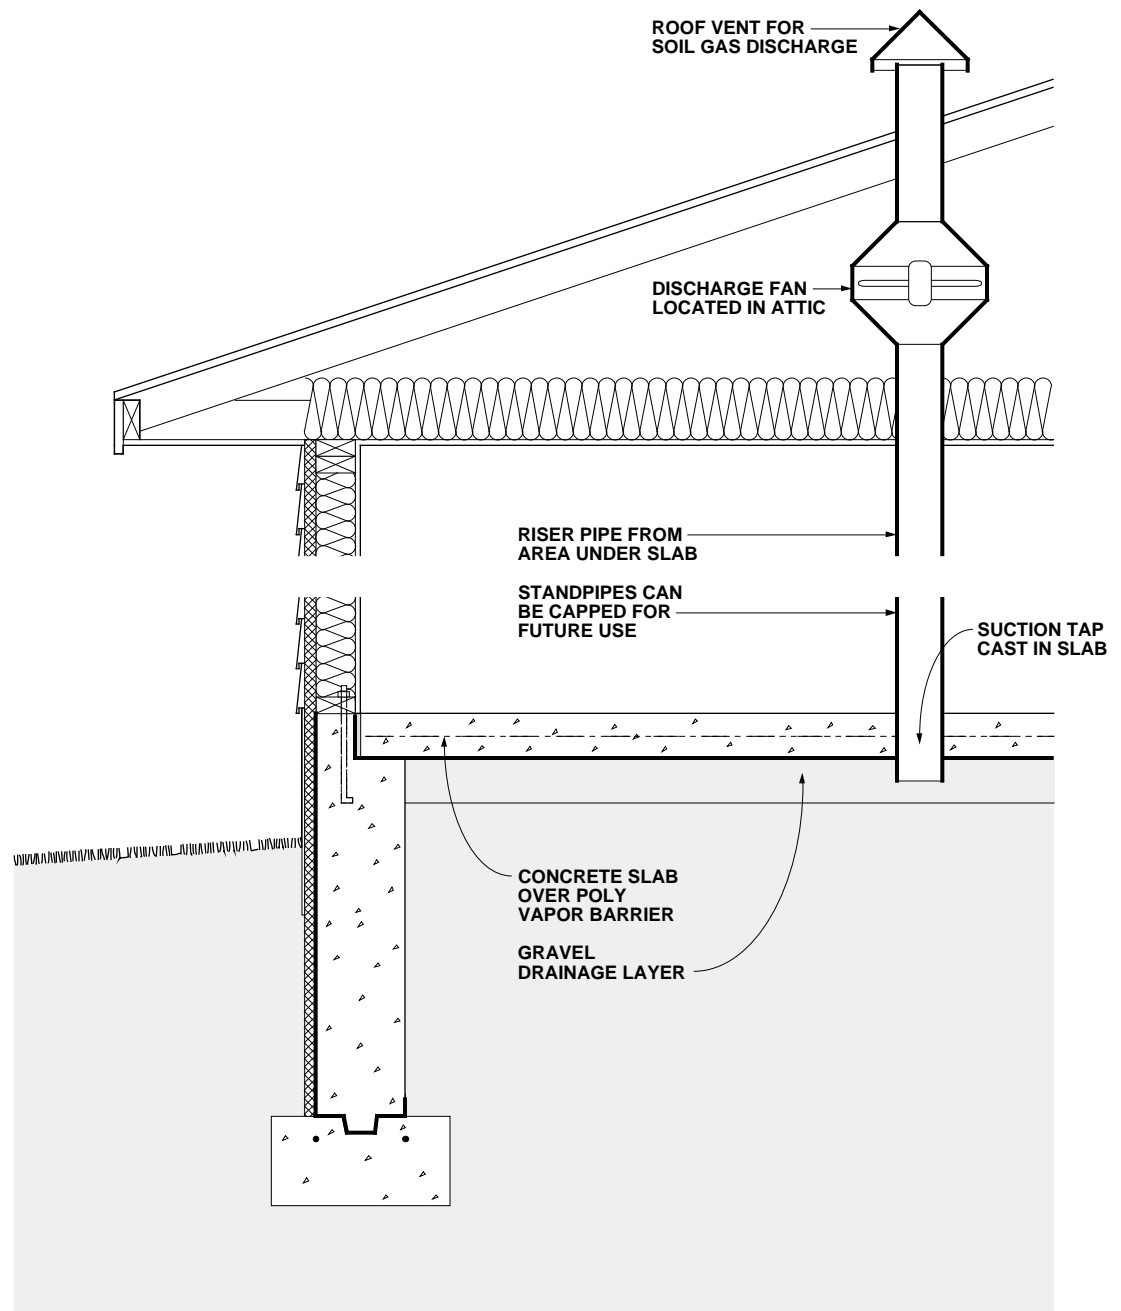 ROOF VENT FOR
SOIL GAS DISCHARGE
DISCHARGE FAN
LOCATED IN ATTIC
RISER PIPE FROM
AREA UNDER SLAB
STANDPIPES CAN
BE CAPPED FOR
FUTURE USE
SUCTION TAP
CAST IN SLAB
CONCRETE SLAB
OVER POLY
VAPOR BARRIER
GRAVEL
DRAINAGE LAYER